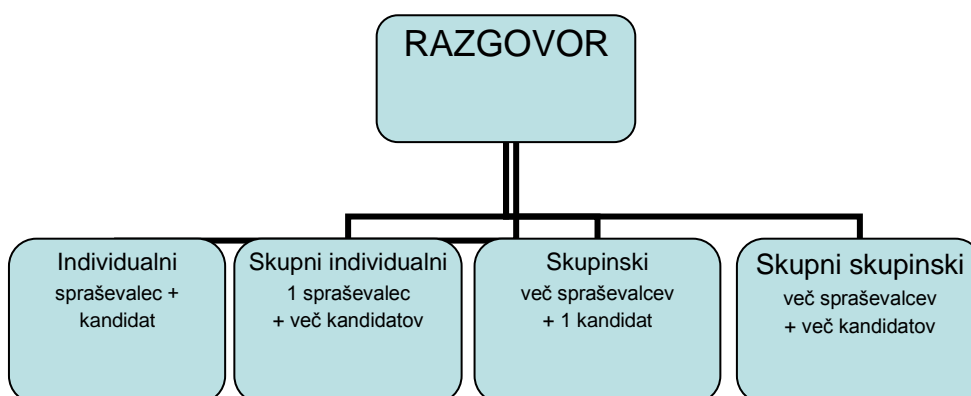 RAZGOVOR
Individualni
spraševalec +
kandidat
Skupni individualni
1 spraševalec
+ več kandidatov
Skupinski
več spraševalcev
+ 1 kandidat
Skupni skupinski
več spraševalcev
+ več kandidatov